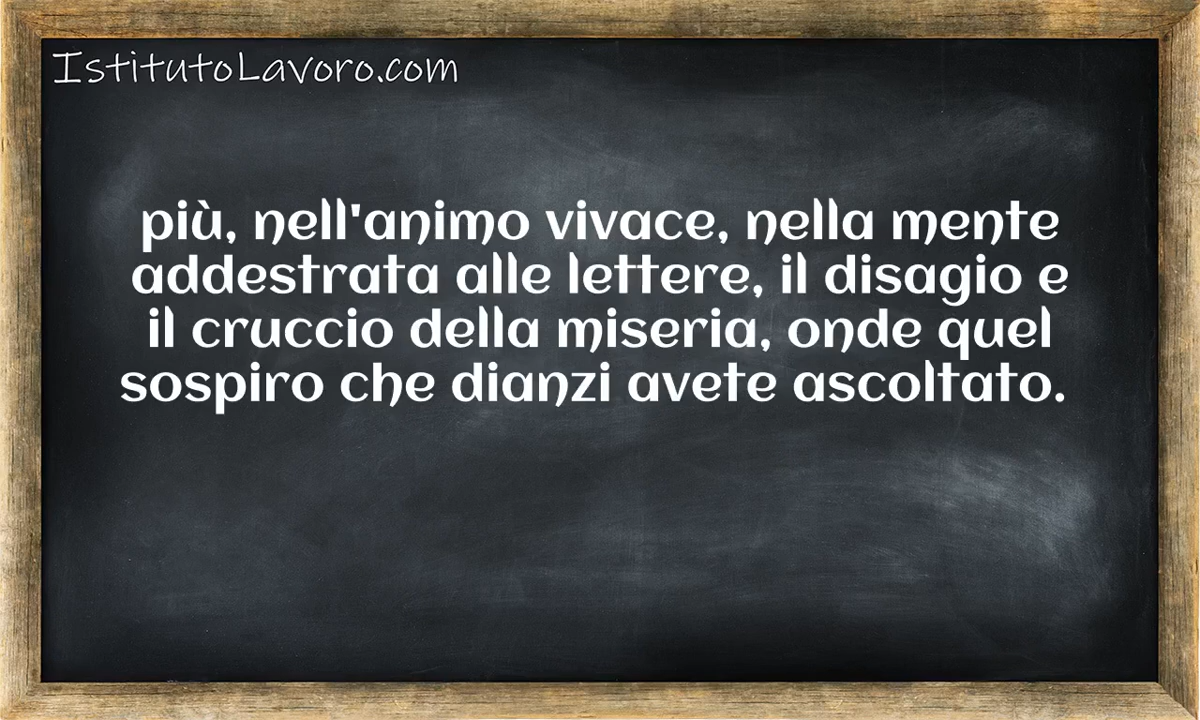 IstitutoLavoro.com
più, nell'animo vivace, nella mente
addestrata alle lettere, il disagio e
il cruccio della miseria, onde quel
sospiro che dianzi avete ascoltato.